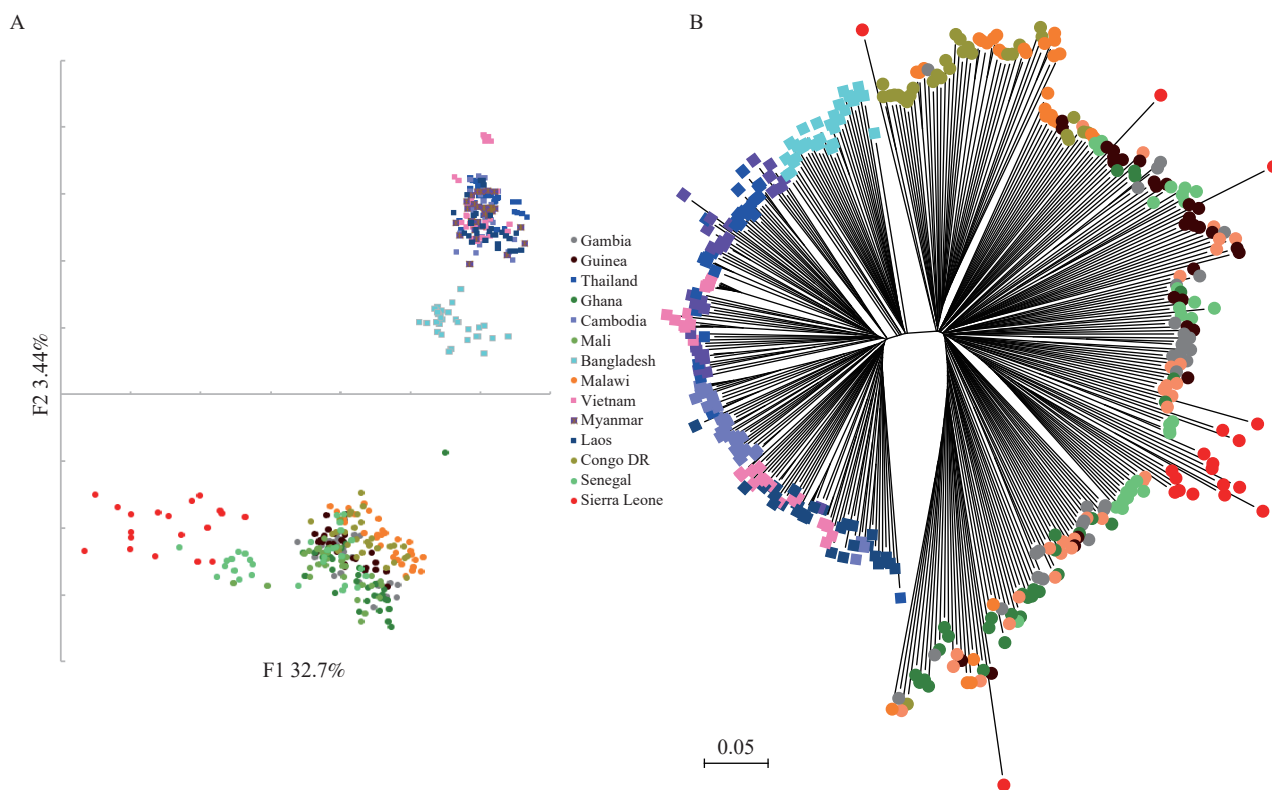 A
B
F2 3.44%
F1 32.7%
Gambia
Guinea
Thailand
Ghana
Cambodia
Mali
Bangladesh
Malawi
Vietnam
Myanmar
Laos
Congo DR
Senegal
Sierra Leone
0.05